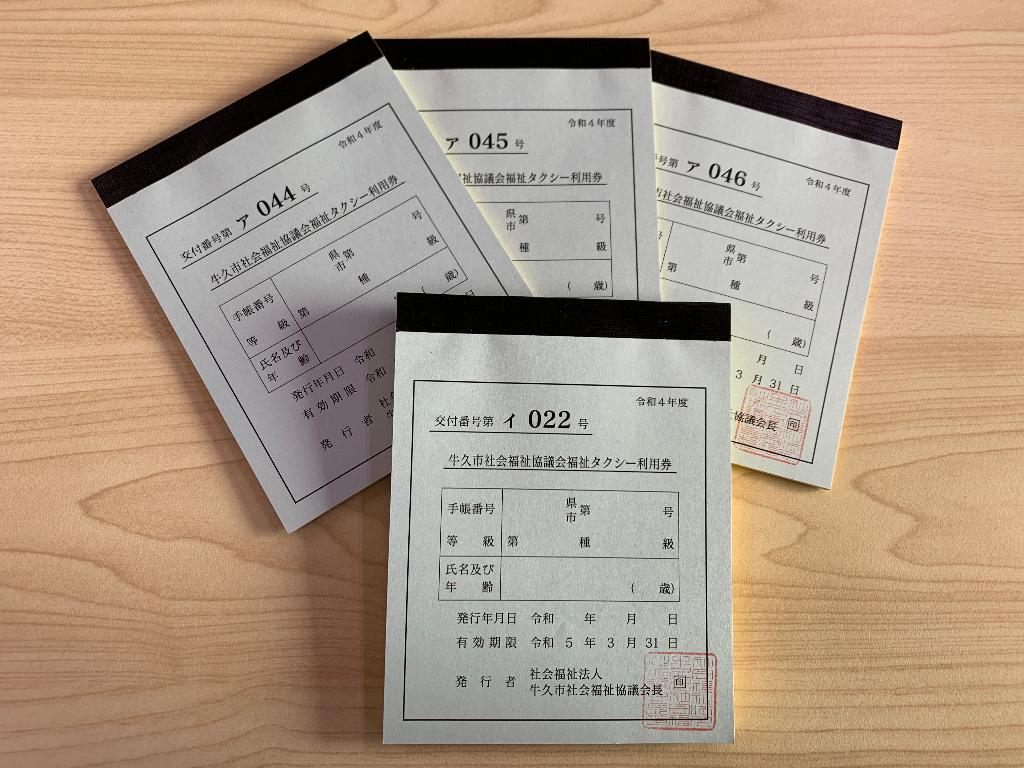 令和4年度
交付番号第 ア 044 号
牛久市社会福祉協議会福祉タクシー利用券
手帳番号 県市 第 号
等 級 第 種 級
氏名及び年 齢 ( 歳)
発行年月日 令和
有効期限 令和
発 行 者 社
令和4年度
ア 045 号
祉協議会福祉タクシー利用券
県市 第 号
種 級
( 歳)
令和4年度
号第 ア 046 号
市社会福祉協議会福祉タクシー利用券
県市 第 号
第 種 級
( 歳)
月 日
3 月 31 日
協議会長 印
令和4年度
交付番号第 イ 022 号
牛久市社会福祉協議会福祉タクシー利用券
手帳番号 県市 第 号
等 級 第 種 級
氏名及び
年 齢 ( 歳)
発行年月日 令和 年 月 日
有効期限 令和 5 年 3 月 31 日
発 行 者 社会福祉法人
牛久市社会福祉協議会長 印